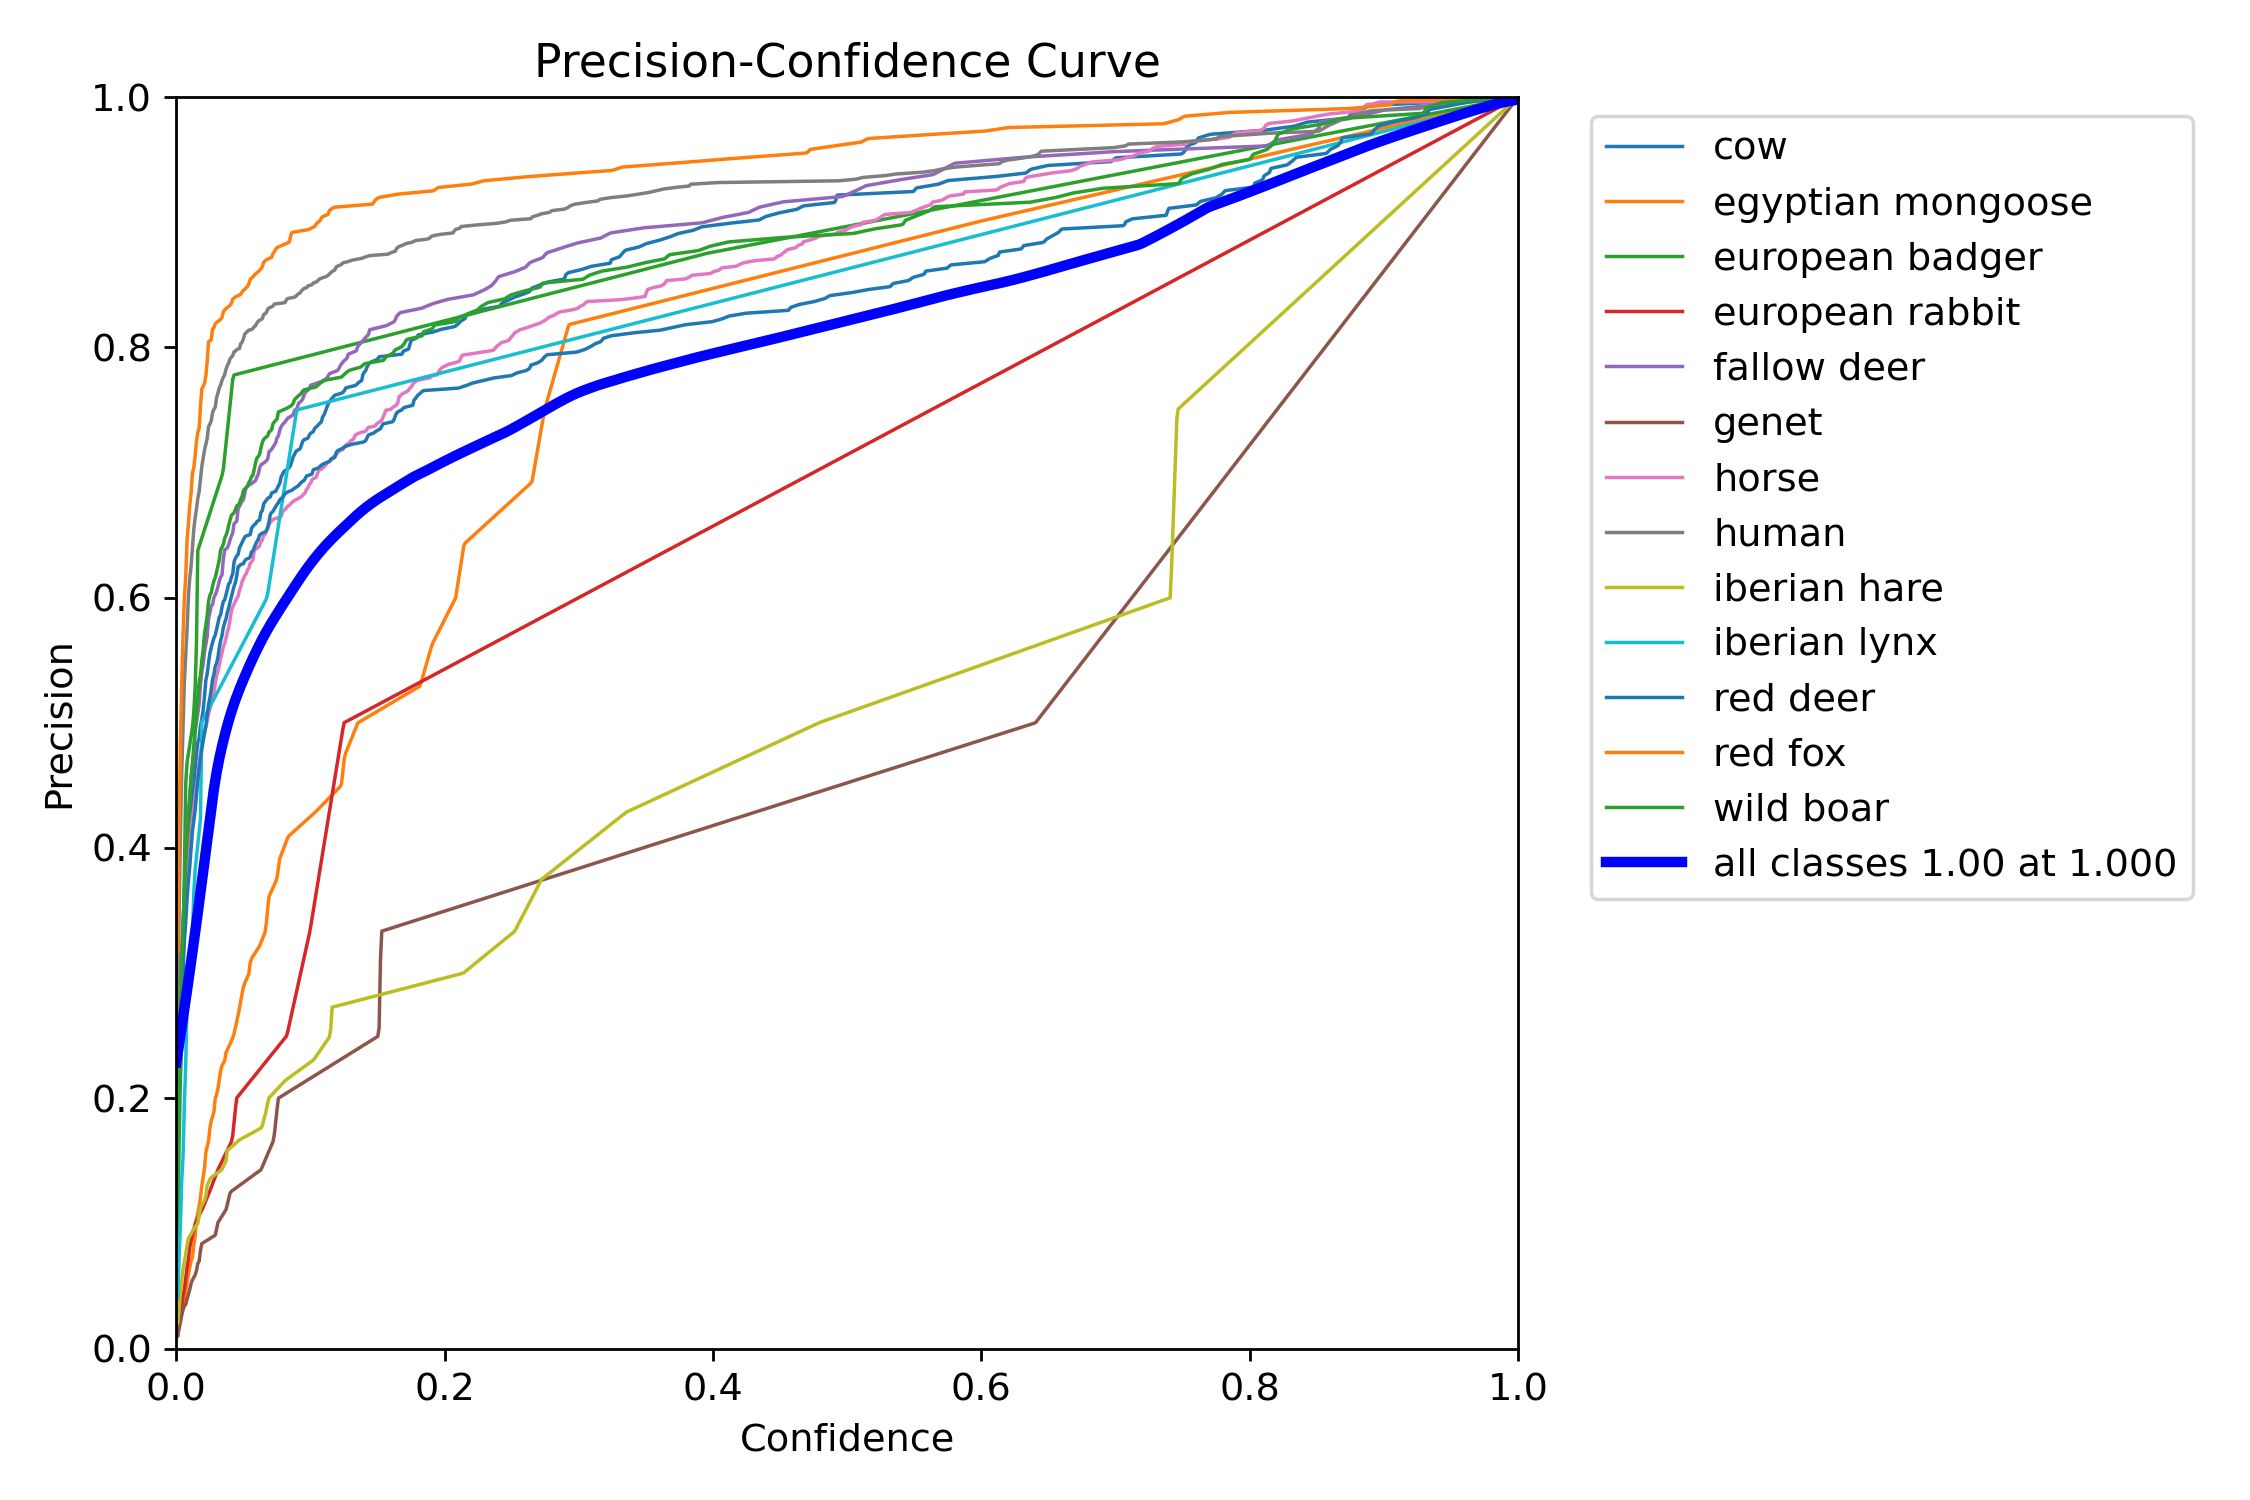 Precision-Confidence Curve
1.0
0.8
0.6
0.4
0.2
0.0
Precision
0.0 0.2 0.4 0.6 0.8 1.0
Confidence
cow
egyptian mongoose
european badger
european rabbit
fallow deer
genet
horse
human
iberian hare
iberian lynx
red deer
red fox
wild boar
all classes 1.00 at 1.000